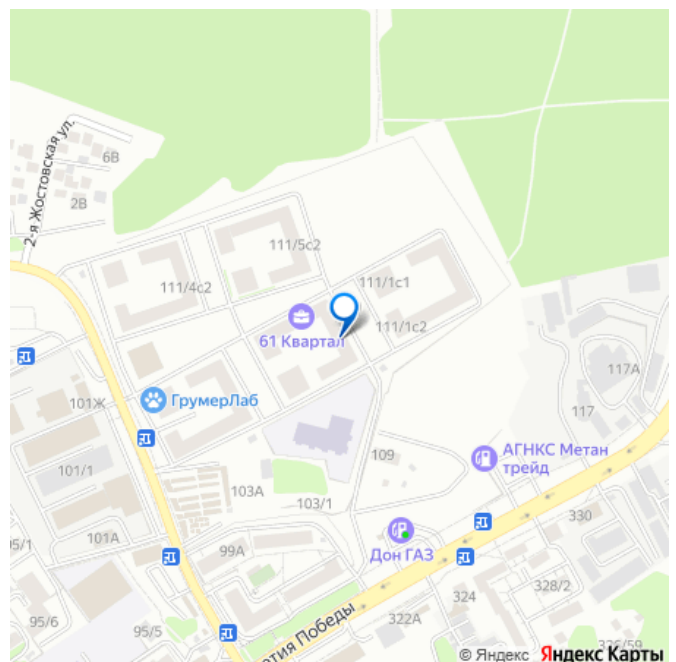 2-я Жостовская ул.
6В
2В
111/5с2
111/4с2
111/1с1
111/1с2
61 Квартал
117А
101Ж
ГрумерЛаб
117
101/1
109
АГНКС Метан
трейд
103А
103/1
330
95/1
101А
99А
Дон ГАЗ
328/2
95/6
95/5
322А
324
етия Победы
© Яндекс Яндекс Карты